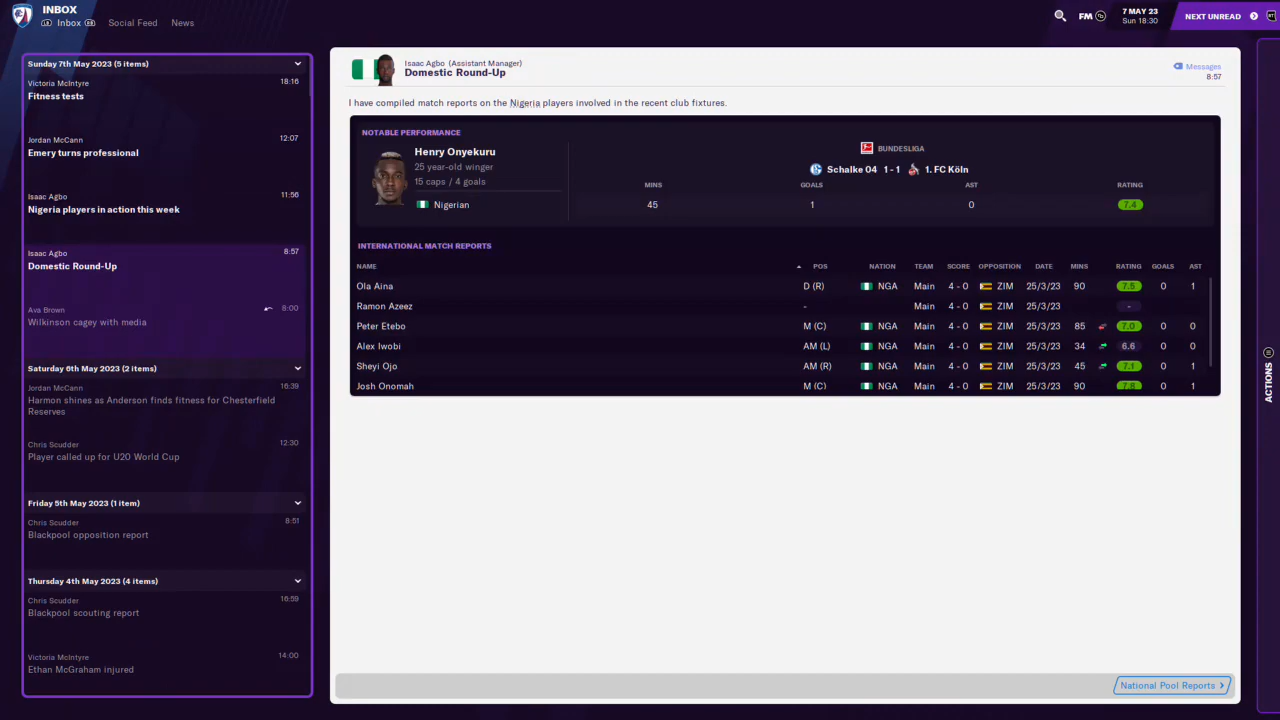 INBOX
Inbox
Social Feed
News
FM
7 MAY 23
Sun 18:30
NEXT UNREAD
Sunday 7th May 2023 (5 items)
Victoria McIntyre 18:16
Fitness tests
Jordan McCann 12:07
Emery turns professional
Isaac Agbo 11:56
Nigeria players in action this week
Isaac Agbo 8:57
Domestic Round-Up
Ava Brown 8:00
Wilkinson cagey with media
Saturday 6th May 2023 (2 items)
Jordan McCann 16:39
Harmon shines as Anderson finds fitness for Chesterfield
Reserves
Chris Scudder 12:30
Player called up for U20 World Cup
Friday 5th May 2023 (1 item)
Chris Scudder 8:51
Blackpool opposition report
Thursday 4th May 2023 (4 items)
Chris Scudder 16:59
Blackpool scouting report
Victoria McIntyre 14:00
Ethan McGraham injured
Isaac Agbo (Assistant Manager)
Domestic Round-Up
Messages
8:57
I have compiled match reports on the Nigeria players involved in the recent club fixtures.
NOTABLE PERFORMANCE
Henry Onyekuru
25 year-old winger
15 caps / 4 goals
Nigerian
BUNDESLIGA
Schalke 04 1 - 1 1. FC Köln
MINS GOALS AST RATING
45 1 0 7.4
INTERNATIONAL MATCH REPORTS
NAME POS NATION TEAM SCORE OPPOSITION DATE MINS RATING GOALS AST
Ola Aina D (R) NGA Main 4 - 0 ZIM 25/3/23 90 7.5 0 1
Ramon Azeez - Main 4 - 0 ZIM 25/3/23 -
Peter Etebo M (C) NGA Main 4 - 0 ZIM 25/3/23 85 7.0 0 0
Alex Iwobi AM (L) NGA Main 4 - 0 ZIM 25/3/23 34 6.6 0 0
Sheyi Ojo AM (R) NGA Main 4 - 0 ZIM 25/3/23 45 7.1 0 1
Josh Onomah M (C) NGA Main 4 - 0 ZIM 25/3/23 90 7.8 0 1
ACTIONS
National Pool Reports